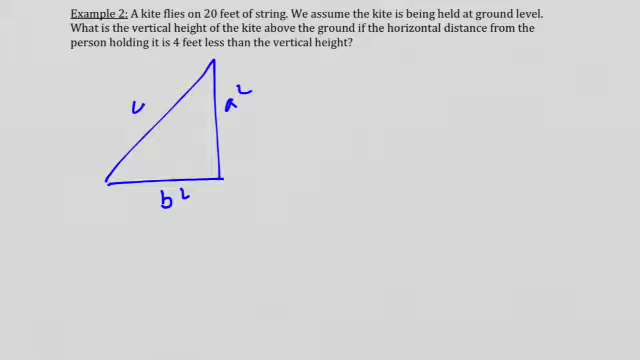 Example 2: A kite flies on 20 feet of string. We assume the kite is being held at ground level.
What is the vertical height of the kite above the ground if the horizontal distance from the
person holding it is 4 feet less than the vertical height?
a²
b²